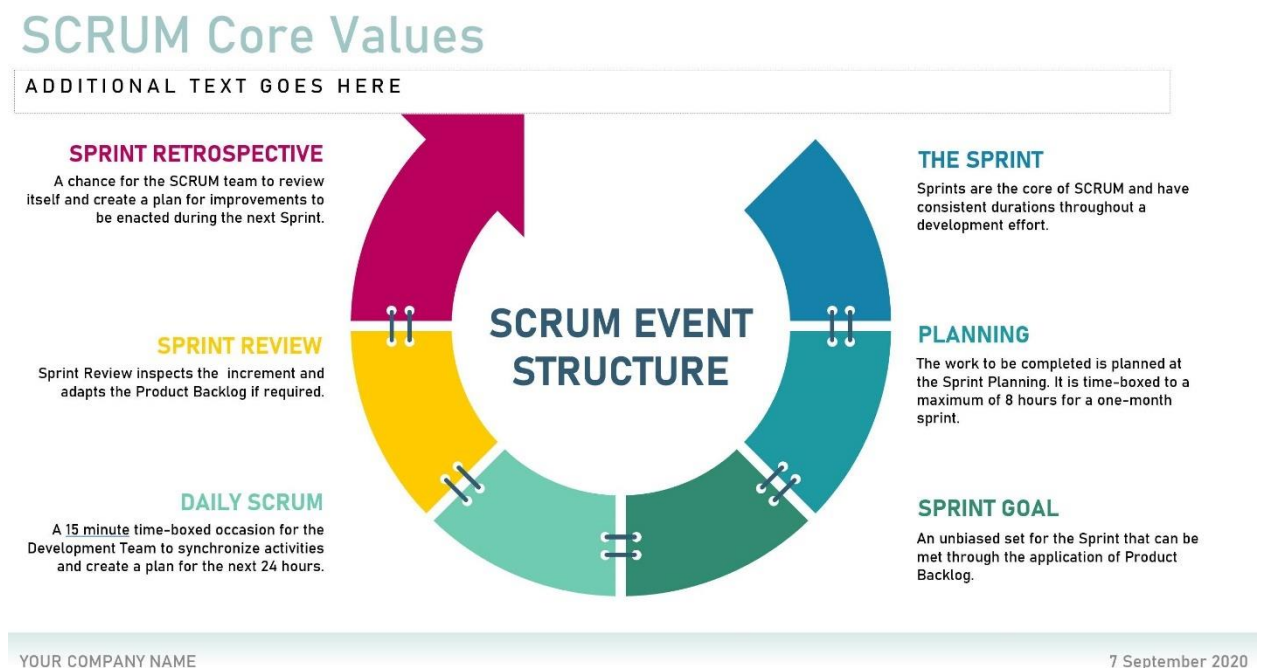 SCRUM Core Values
ADDITIONAL TEXT GOES HERE
SPRINT RETROSPECTIVE
A chance for the SCRUM team to review
itself and create a plan for improvements to
be enacted during the next Sprint.
SPRINT REVIEW
Sprint Review inspects the increment and
adapts the Product Backlog if required.
DAILY SCRUM
A 15 minute time-boxed occasion for the
Development Team to synchronize activities
and create a plan for the next 24 hours.
SCRUM EVENT
STRUCTURE
THE SPRINT
Sprints are the core of SCRUM and have
consistent durations throughout a
development effort.
PLANNING
The work to be completed is planned at
the Sprint Planning. It is time-boxed to a
maximum of 8 hours for a one-month
sprint.
SPRINT GOAL
An unbiased set for the Sprint that can be
met through the application of Product
Backlog.
YOUR COMPANY NAME
7 September 2020